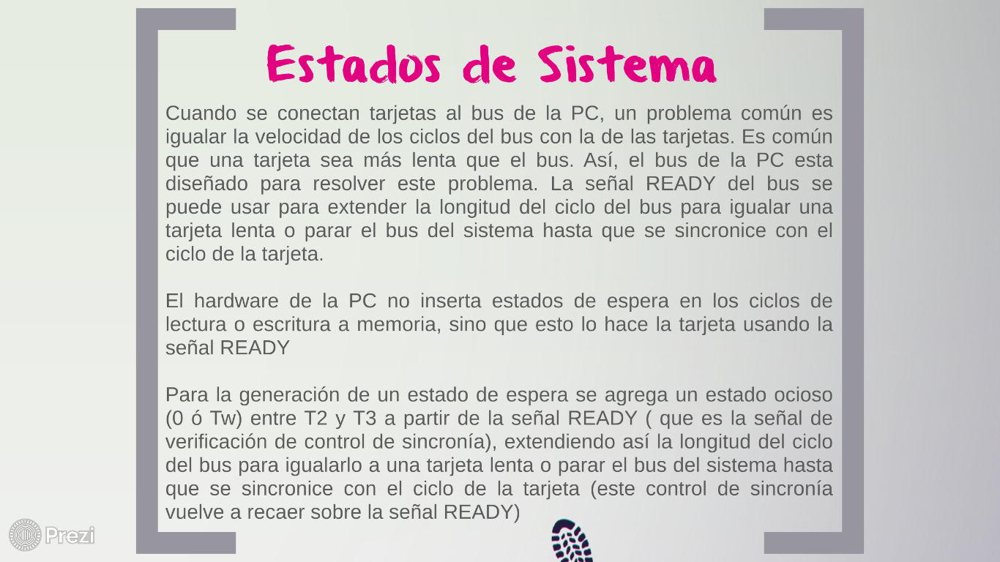 Estados de Sistema
Cuando se conectan tarjetas al bus de la PC, un problema común es
igualar la velocidad de los ciclos del bus con la de las tarjetas. Es común
que una tarjeta sea más lenta que el bus. Así, el bus de la PC esta
diseñado para resolver este problema. La señal READY del bus se
puede usar para extender la longitud del ciclo del bus para igualar una
tarjeta lenta o parar el bus del sistema hasta que se sincronice con el
ciclo de la tarjeta.
El hardware de la PC no inserta estados de espera en los ciclos de
lectura o escritura a memoria, sino que esto lo hace la tarjeta usando la
señal READY
Para la generación de un estado de espera se agrega un estado ocioso
(0 ó Tw) entre T2 y T3 a partir de la señal READY ( que es la señal de
verificación de control de sincronía), extendiendo así la longitud del ciclo
del bus para igualarlo a una tarjeta lenta o parar el bus del sistema hasta
que se sincronice con el ciclo de la tarjeta (este control de sincronía
vuelve a recaer sobre la señal READY)
Prezi